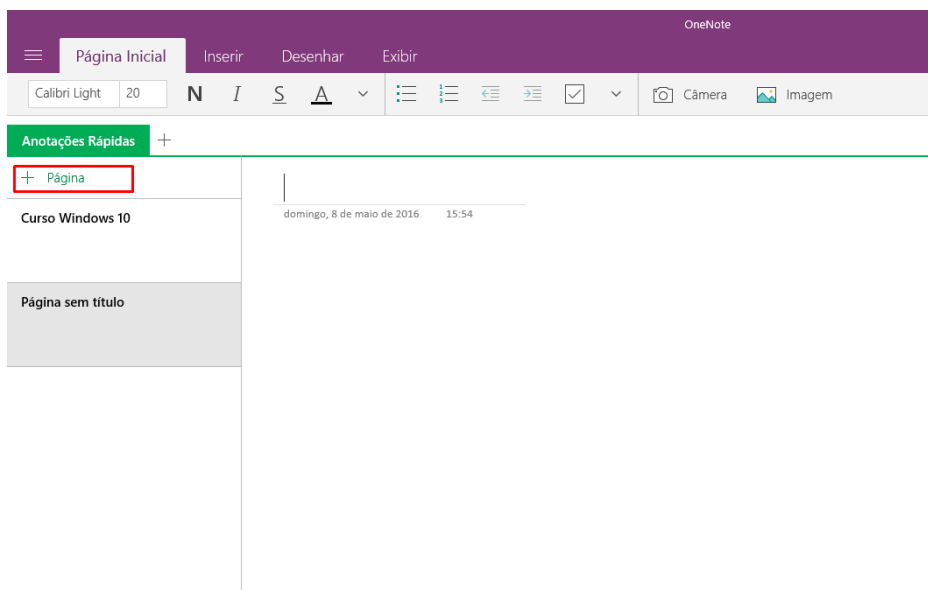 OneNote
Página Inicial Inserir Desenhar Exibir
Calibri Light 20 N I S A Câmera Imagem
Anotações Rápidas
Página
Curso Windows 10
domingo, 8 de maio de 2016 15:54
Página sem título